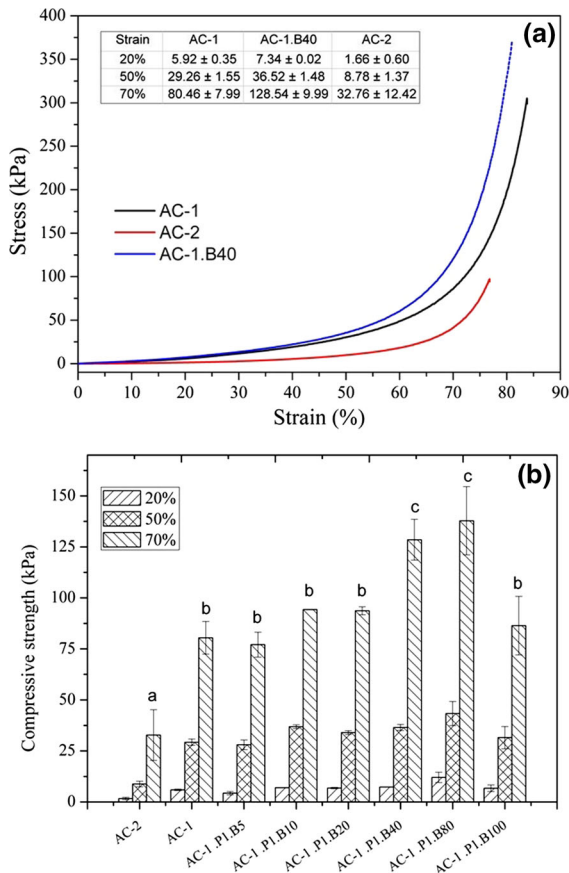 (a)
Strain AC-1 AC-1.B40 AC-2
20% 5.92 ± 0.35 7.34 ± 0.02 1.66 ± 0.60
50% 29.26 ± 1.55 36.52 ± 1.48 8.78 ± 1.37
70% 80.46 ± 7.99 128.54 ± 9.99 32.76 ± 12.42
400
350
300
250
200
150
100
50
0
Stress (kPa)
AC-1
AC-2
AC-1.B40
0 10 20 30 40 50 60 70 80 90
Strain (%)
(b)
20%
50%
70%
150
125
100
75
50
25
0
Compressive strength (kPa)
a b b b b c c b
AC-2
AC-1
AC-1 .P1.B5
AC-1 .P1.B10
AC-1 .P1.B20
AC-1 .P1.B40
AC-1 .P1.B80
AC-1 .P1.B100